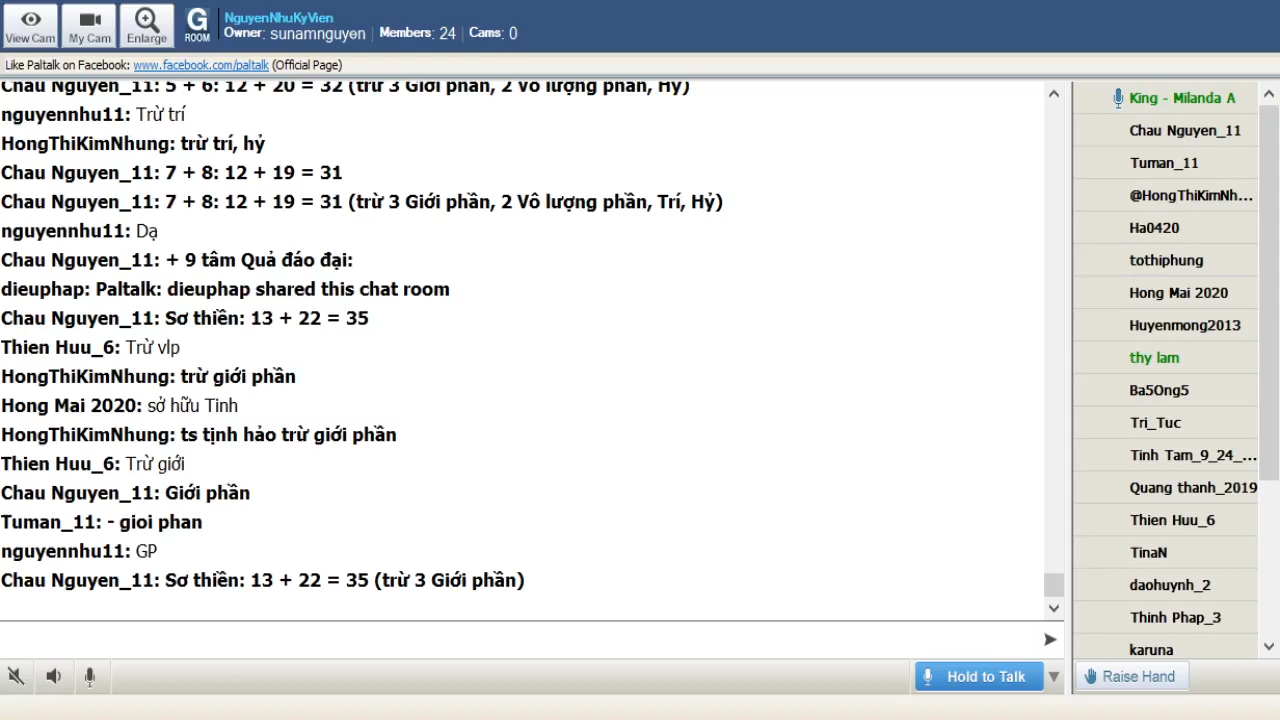 View Cam
My Cam
Enlarge
G
ROOM
NguyenNhuKyVien
Owner: sunamnguyen | Members: 24 | Cams: 0
Like Paltalk on Facebook: www.facebook.com/paltalk (Official Page)
Chau Nguyen_11: 5 + 6: 12 + 20 = 32 (trừ 3 Giới phần, 2 Vô lượng phần, Hỷ)
nguyennhu11: Trừ trí
HongThiKimNhung: trừ trí, hỷ
Chau Nguyen_11: 7 + 8: 12 + 19 = 31
Chau Nguyen_11: 7 + 8: 12 + 19 = 31 (trừ 3 Giới phần, 2 Vô lượng phần, Trí, Hỷ)
nguyennhu11: Dạ
Chau Nguyen_11: + 9 tâm Quả đáo đại:
dieuphap: Paltalk: dieuphap shared this chat room
Chau Nguyen_11: Sơ thiền: 13 + 22 = 35
Thien Huu_6: Trừ vlp
HongThiKimNhung: trừ giới phần
Hong Mai 2020: sở hữu Tinh
HongThiKimNhung: ts tịnh hảo trừ giới phần
Thien Huu_6: Trừ giới
Chau Nguyen_11: Giới phần
Tuman_11: - gioi phan
nguyennhu11: GP
Chau Nguyen_11: Sơ thiền: 13 + 22 = 35 (trừ 3 Giới phần)
Hold to Talk
King - Milanda A
Chau Nguyen_11
Tuman_11
@HongThiKimNh...
Ha0420
tothiphung
Hong Mai 2020
Huyenmong2013
thy lam
Ba5Ong5
Tri_Tuc
Tinh Tam_9_24_...
Quang thanh_2019
Thien Huu_6
TinaN
daohuynh_2
Thinh Phap_3
karuna
Raise Hand